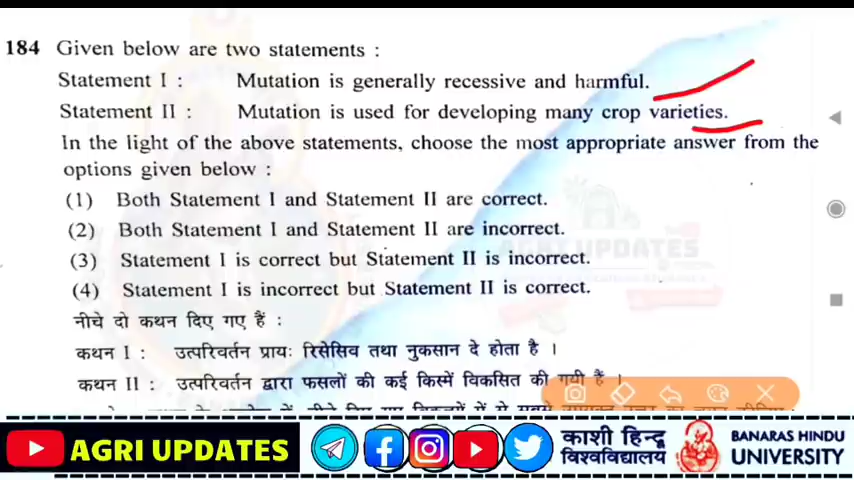 184 Given below are two statements :
Statement I : Mutation is generally recessive and harmful.
Statement II : Mutation is used for developing many crop varieties.
In the light of the above statements, choose the most appropriate answer from the
options given below :
(1) Both Statement I and Statement II are correct.
(2) Both Statement I and Statement II are incorrect.
(3) Statement I is correct but Statement II is incorrect.
(4) Statement I is incorrect but Statement II is correct.
नीचे दो कथन दिए गए हैं :
कथन I : उत्परिवर्तन प्रायः रिसेसिव तथा नुकसान दे होता है ।
कथन II : उत्परिवर्तन द्वारा फसलों की कई किस्में विकसित की गयी हैं ।
AGRI UPDATES
AGRI UPDATES
काशी हिन्दू
विश्वविद्यालय
BANARAS HINDU
UNIVERSITY